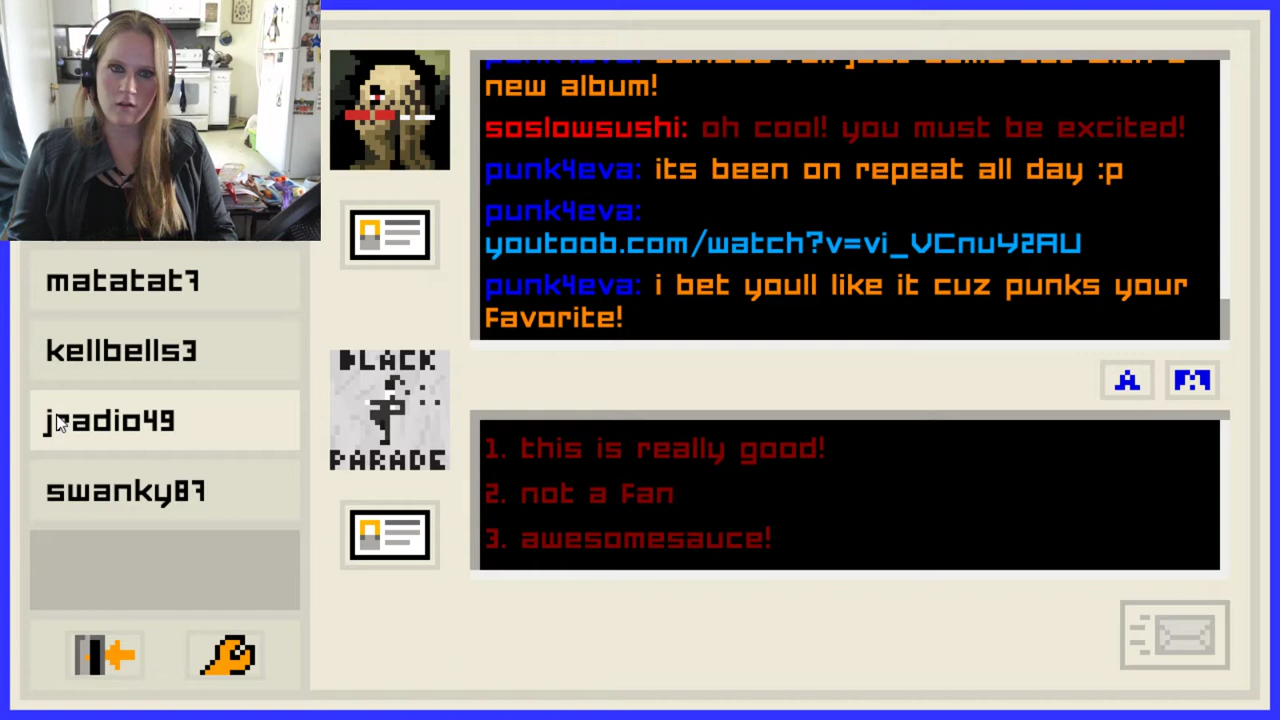 new album!
soslowsushi: oh cool! you must be excited!
punk4eva: its been on repeat all day :p
punk4eva:
youtoob.com/watch?v=vi_VCnuY2AU
punk4eva: i bet youll like it cuz punks your
favorite!
matatat7
kellbells3
jradio49
swanky87
BLACK
PARADE
A
A
1. this is really good!
2. not a fan
3. awesomesauce!